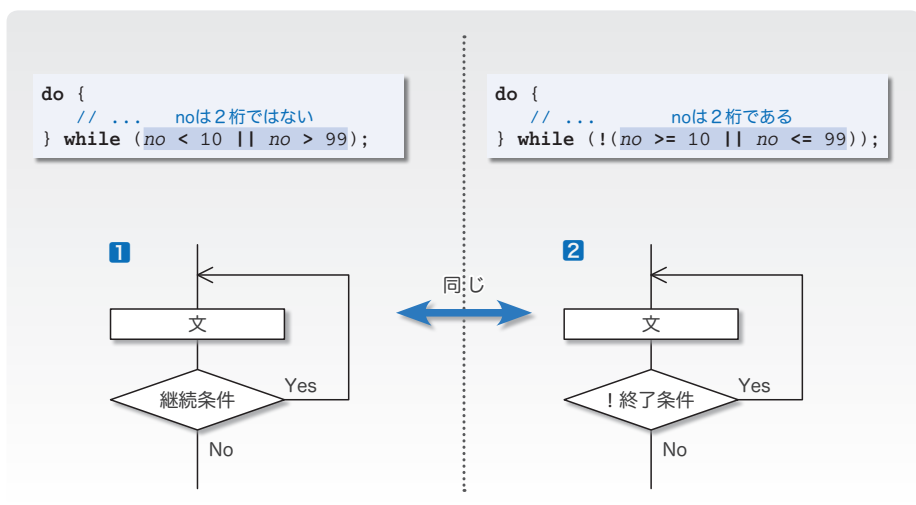 do {
// ... noは2桁ではない
} while (no < 10 || no > 99);
do {
// ... noは2桁である
} while (!(no >= 10 || no <= 99));
1
文
継続条件
Yes
No
同じ
2
文
!終了条件
Yes
No